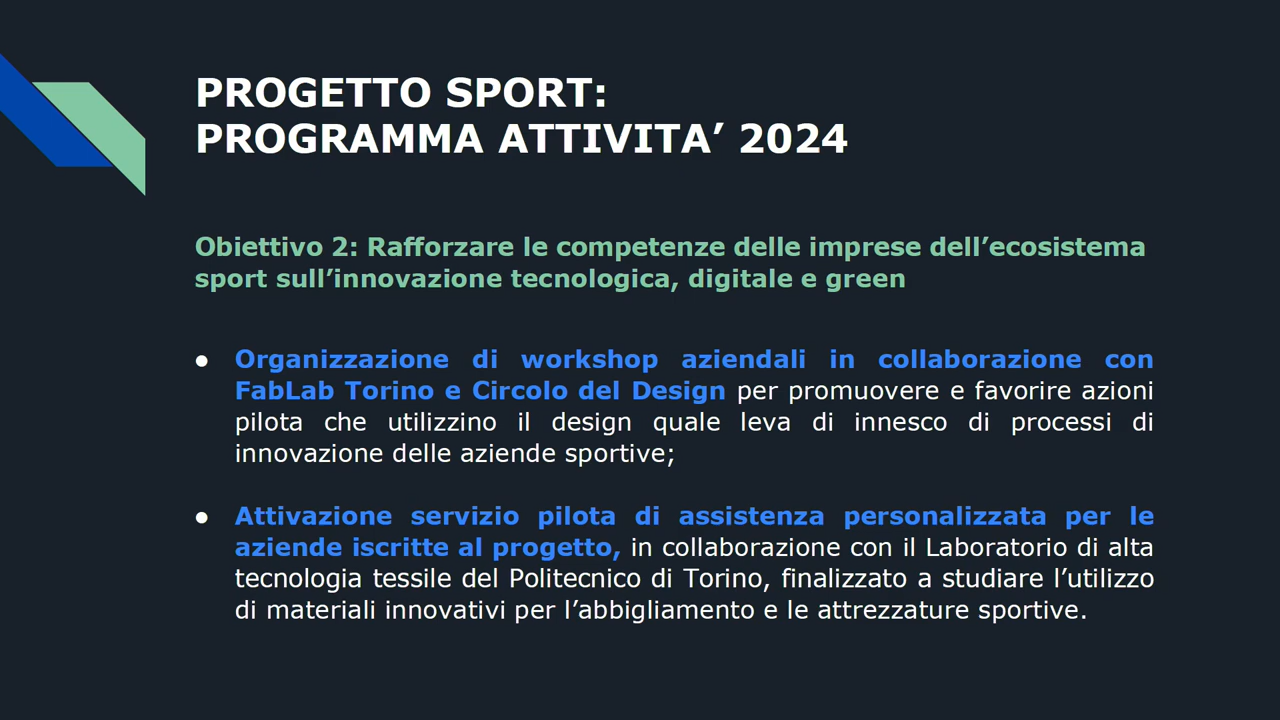 PROGETTO SPORT:
PROGRAMMA ATTIVITA’ 2024
Obiettivo 2: Rafforzare le competenze delle imprese dell’ecosistema
sport sull’innovazione tecnologica, digitale e green
● Organizzazione di workshop aziendali in collaborazione con
FabLab Torino e Circolo del Design per promuovere e favorire azioni
pilota che utilizzino il design quale leva di innesco di processi di
innovazione delle aziende sportive;
● Attivazione servizio pilota di assistenza personalizzata per le
aziende iscritte al progetto, in collaborazione con il Laboratorio di alta
tecnologia tessile del Politecnico di Torino, finalizzato a studiare l’utilizzo
di materiali innovativi per l’abbigliamento e le attrezzature sportive.